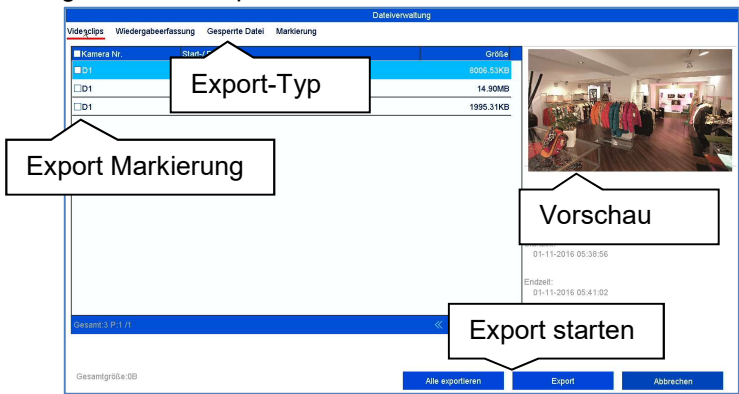 Dateiverwaltung
Videoclips Wiedergabeerfassung Gesperrte Datei Markierung
Kamera Nr. Start-/ Größe
D1 8006.53KB
D1 14.90MB
D1 1995.31KB
Export-Typ
Export Markierung
Vorschau
01-11-2016 05:38:56
Endzeit:
01-11-2016 05:41:02
Gesamt:3 P:1 /1
Export starten
Gesamtgröße:0B
Alle exportieren Export Abbrechen